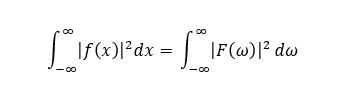 ∫_{−∞}^{∞} |f(x)|² dx = ∫_{−∞}^{∞} |F(ω)|² dω